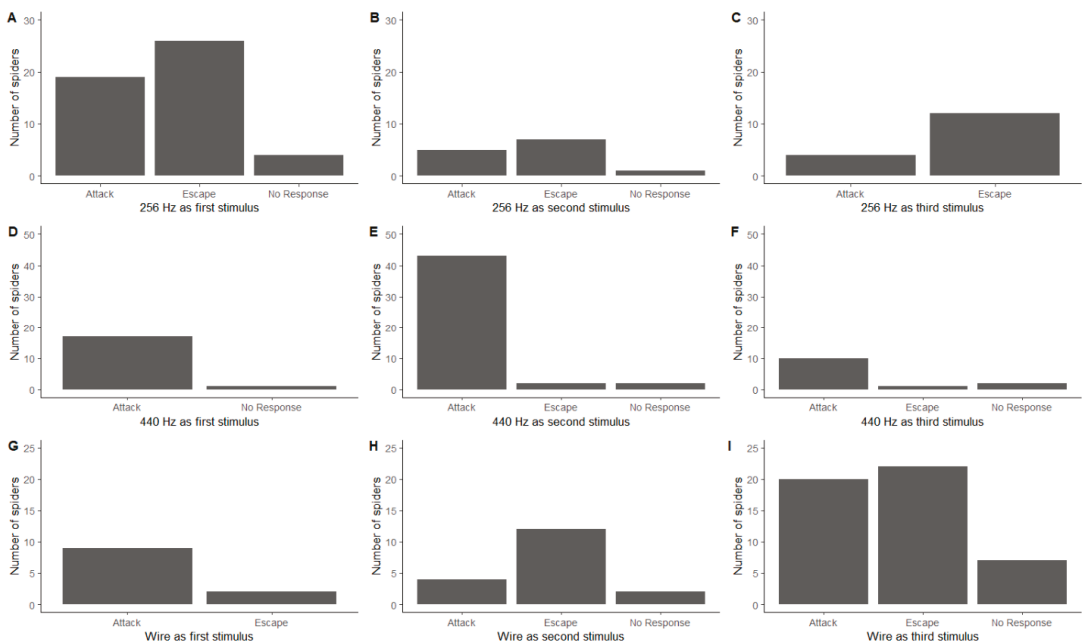 A
Number of spiders
30
20
10
0
Attack Escape No Response
256 Hz as first stimulus
B
Number of spiders
30
20
10
0
Attack Escape No Response
256 Hz as second stimulus
C
Number of spiders
30
20
10
0
Attack Escape
256 Hz as third stimulus
D
Number of spiders
50
40
30
20
10
0
Attack No Response
440 Hz as first stimulus
E
Number of spiders
50
40
30
20
10
0
Attack Escape No Response
440 Hz as second stimulus
F
Number of spiders
50
40
30
20
10
0
Attack Escape No Response
440 Hz as third stimulus
G
Number of spiders
25
20
15
10
5
0
Attack Escape
Wire as first stimulus
H
Number of spiders
25
20
15
10
5
0
Attack Escape No Response
Wire as second stimulus
I
Number of spiders
25
20
15
10
5
0
Attack Escape No Response
Wire as third stimulus